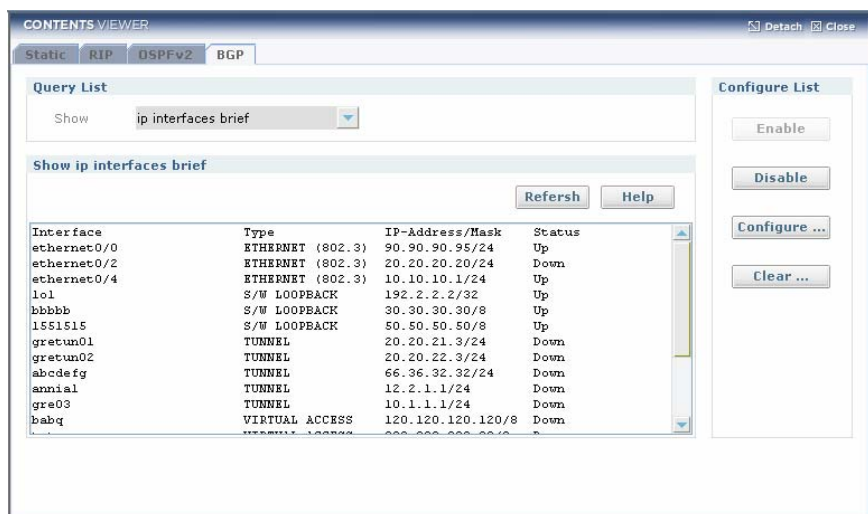 CONTENTS VIEWER Detach Close
Static RIP OSPFv2 BGP
Query List
Show ip interfaces brief
Show ip interfaces brief
Refersh Help
Interface Type IP-Address/Mask Status
ethernet0/0 ETHERNET (802.3) 90.90.90.95/24 Up
ethernet0/2 ETHERNET (802.3) 20.20.20.20/24 Down
ethernet0/4 ETHERNET (802.3) 10.10.10.1/24 Up
lol S/W LOOPBACK 192.2.2.2/32 Up
bbbbb S/W LOOPBACK 30.30.30.30/8 Up
1551515 S/W LOOPBACK 50.50.50.50/8 Up
gretun01 TUNNEL 20.20.21.3/24 Down
gretun02 TUNNEL 20.20.22.3/24 Down
abcdefg TUNNEL 66.36.32.32/24 Down
annial TUNNEL 12.2.1.1/24 Down
gre03 TUNNEL 10.1.1.1/24 Down
babq VIRTUAL ACCESS 120.120.120.120/8 Down
Configure List
Enable
Disable
Configure ...
Clear ...